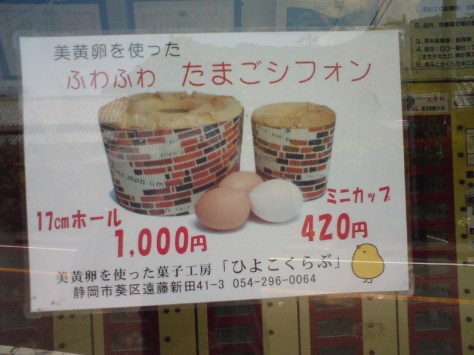 美黄卵を使った
ふわふわ たまごシフォン
17cmホール
1,000円
ミニカップ
420円
美黄卵を使った菓子工房「ひよこくらぶ」
静岡市葵区遠藤新田41-3 054-296-0064